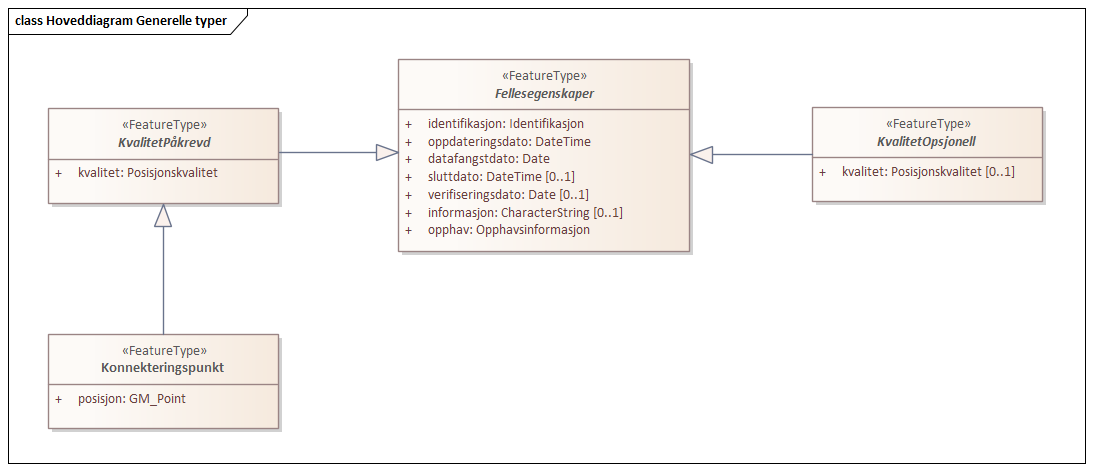 class Hoveddiagram Generelle typer
«FeatureType»
Fellesegenskaper
+ identifikasjon: Identifikasjon
+ oppdateringsdato: DateTime
+ datafangstdato: Date
+ sluttdato: DateTime [0..1]
+ verifiseringsdato: Date [0..1]
+ informasjon: CharacterString [0..1]
+ opphav: Opphavsinformasjon
«FeatureType»
KvalitetPåkrevd
+ kvalitet: Posisjonskvalitet
«FeatureType»
KvalitetOpsjonell
+ kvalitet: Posisjonskvalitet [0..1]
«FeatureType»
Konnekteringspunkt
+ posisjon: GM_Point